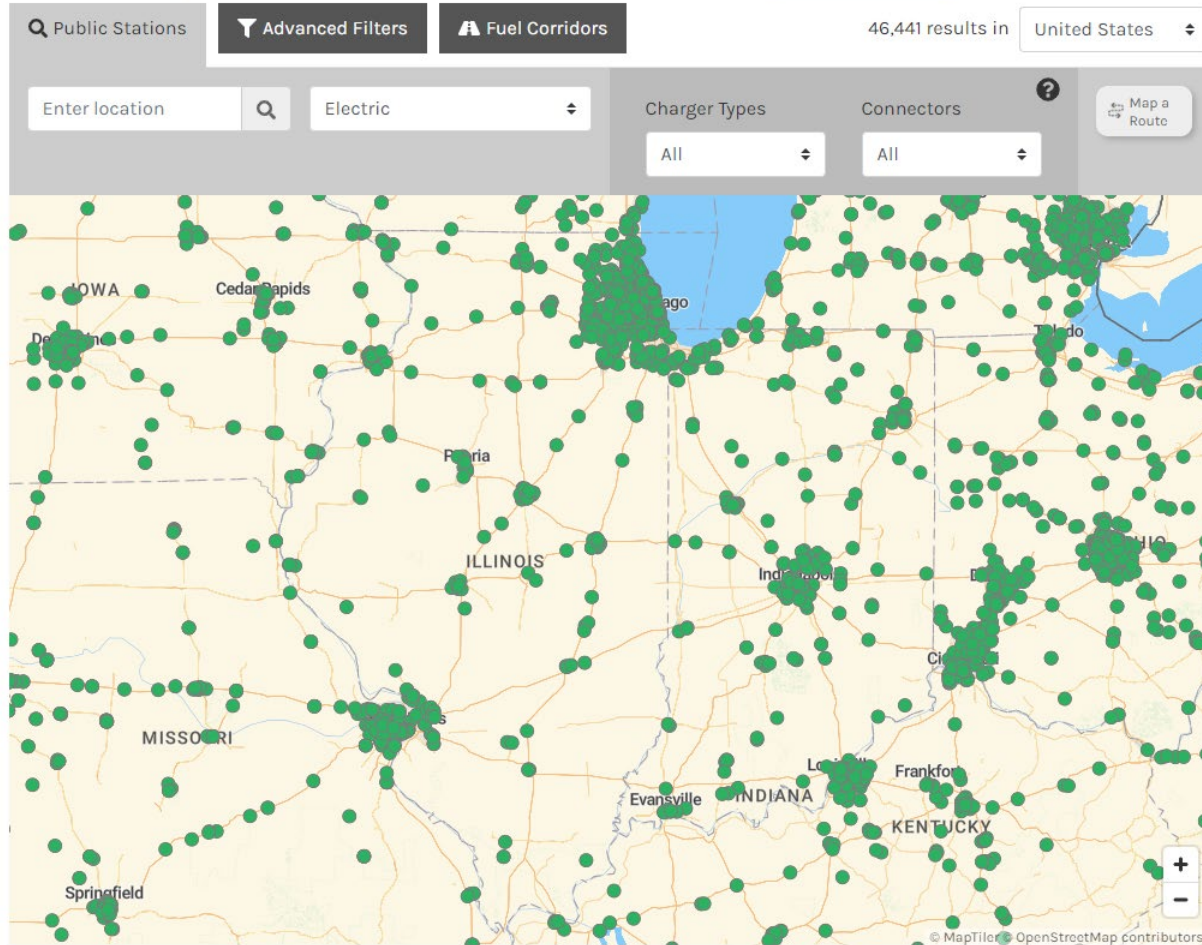 Public Stations
Advanced Filters
Fuel Corridors
46,441 results in
United States
Enter location
Electric
Charger Types
Connectors
?
Map a
Route
All
All
IOWA
Cedar Rapids
ILLINOIS
MISSOURI
Evansville
INDIANA
Frankfort
KENTUCKY
Springfield
+
−
© MapTiler © OpenStreetMap contributors